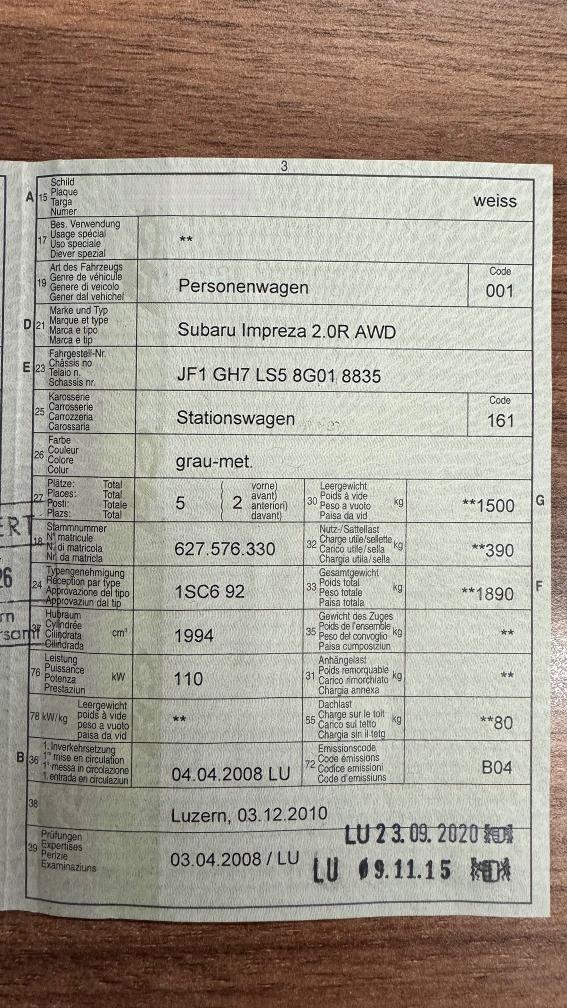 3
A 15 Schild
Plaque
Targa
Numer
weiss
17 Bes. Verwendung
Usage spécial
Uso speciale
Diever spezial
**
19 Art des Fahrzeugs
Genre de véhicule
Genere di veicolo
Gener dal vehichel
Personenwagen
Code
001
D 21 Marke und Typ
Marque et type
Marca e tipo
Marca e tip
Subaru Impreza 2.0R AWD
E 23 Fahrgestell-Nr.
Châssis no
Telaio n.
Schassis nr.
JF1 GH7 LS5 8G01 8835
25 Karosserie
Carrosserie
Carrozzeria
Carossaria
Stationswagen
Code
161
26 Farbe
Couleur
Colore
Colur
grau-met.
27 Plätze: Total
Places: Total
Posti: Totale
Plazs: Total
5 ( 2 vorne)
avant)
anteriori)
davant)
30 Leergewicht
Poids à vide
Peso a vuoto
Paisa da vid
kg
**1500 G
18 Stammnummer
N° matricule
N. di matricola
Nr. da matricla
627.576.330
32 Nutz-/Sattellast
Charge utile/sellette
Carico utile/sella
Chargia utila/sella
kg
**390
24 Typengenehmigung
Réception par type
Approvazione del tipo
Approvaziun dal tip
1SC6 92
33 Gesamtgewicht
Poids total
Peso totale
Paisa totala
kg
**1890 F
37 Hubraum
Cylindrée
Cilindrata
Cilindrada
cm³
1994
35 Gewicht des Zuges
Poids de l'ensemble
Peso del convoglio
Paisa cumposiziun
kg
**
76 Leistung
Puissance
Potenza
Prestaziun
kW
110
31 Anhängelast
Poids remorquable
Carico rimorchiato
Chargia annexa
kg
**
78 kW/kg Leergewicht
poids à vide
peso a vuoto
paisa da vid
**
55 Dachlast
Charge sur le toit
Carico sul tetto
Chargia sin il tetg
kg
**80
B 36 1. Inverkehrsetzung
1re mise en circulation
1a messa in circolazione
1. entrada en circulaziun
04.04.2008 LU
72 Emissionscode
Code émissions
Codice emissioni
Code d'emissiuns
B04
38
Luzern, 03.12.2010
39 Prüfungen
Expertises
Perizie
Examinaziuns
03.04.2008 / LU
LU 23.09. 2020
LU 09.11.15
ERT
26
rn
samt